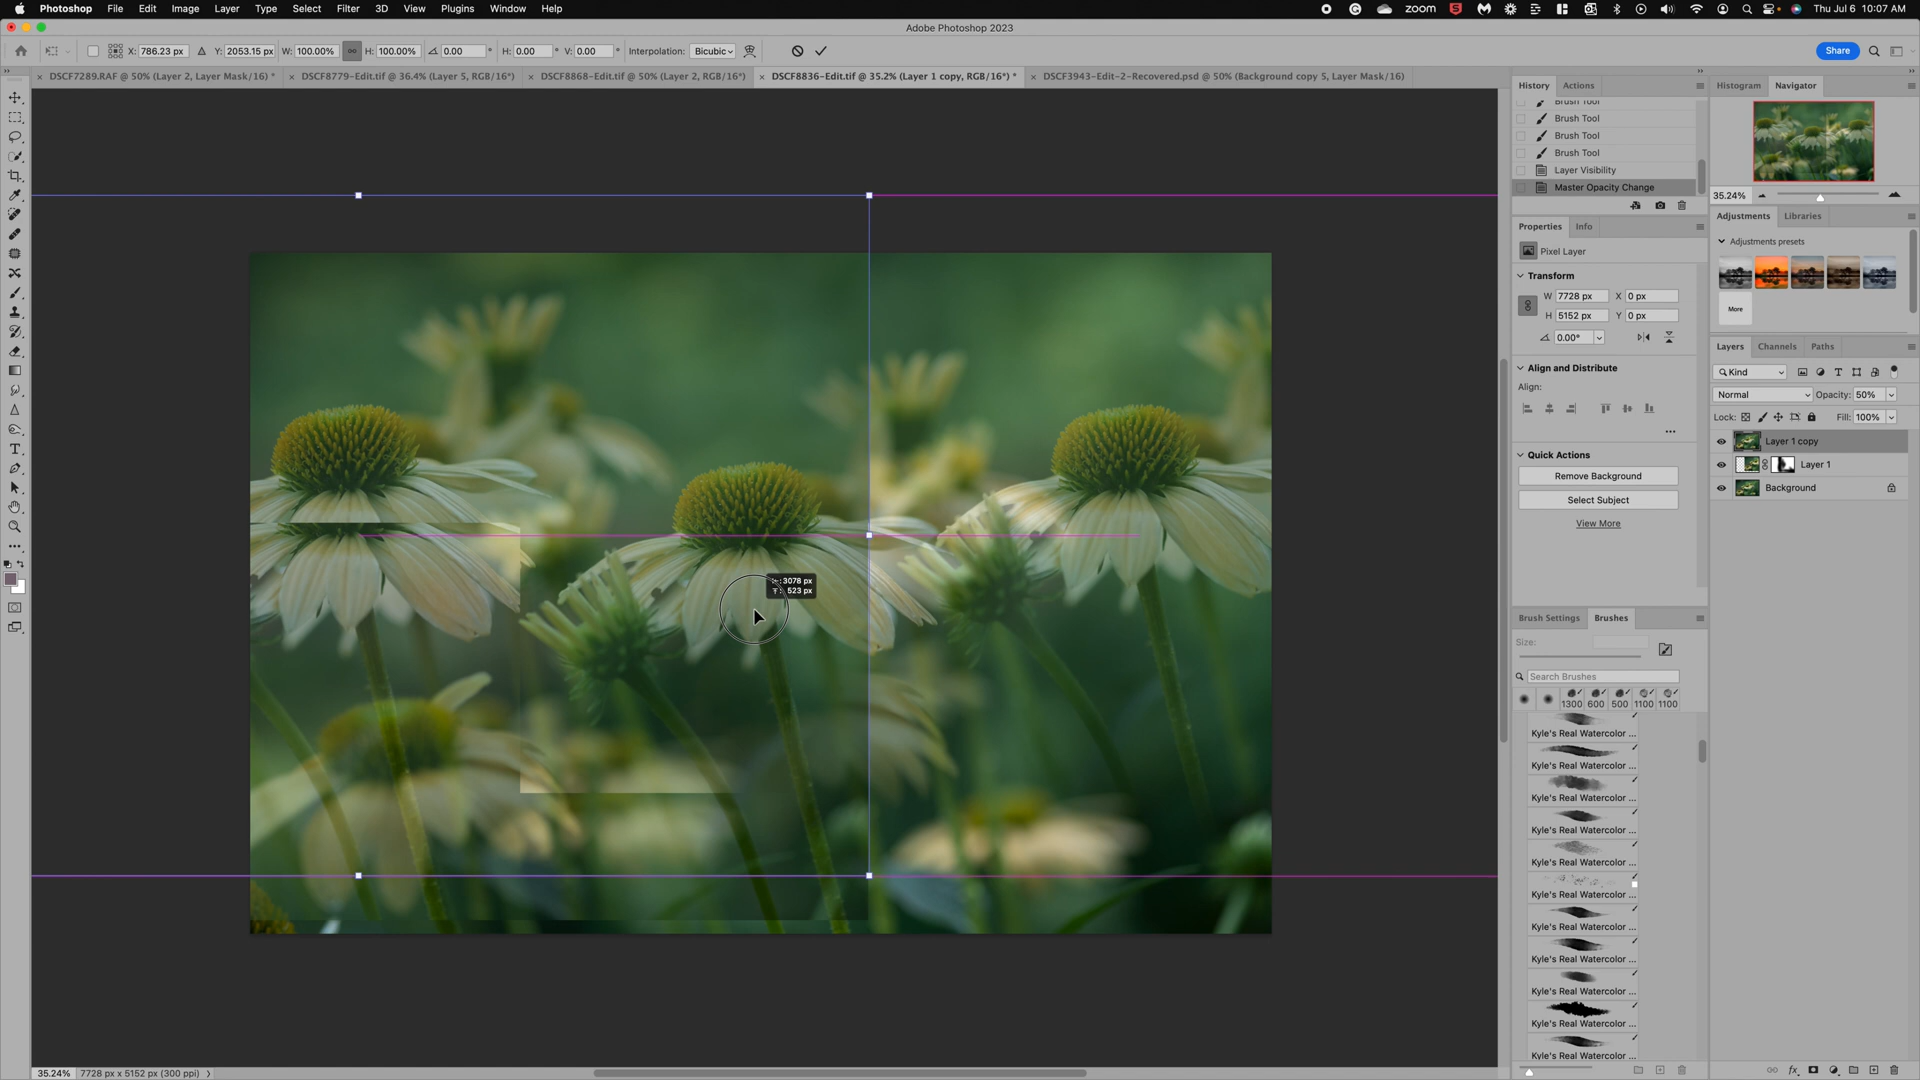 Photoshop File Edit Image Layer Type Select Filter 3D View Plugins Window Help
zoom
Thu Jul 6 10:07 AM
Adobe Photoshop 2023
X: 786.23 px Y: 2053.15 px W: 100.00% H: 100.00% 0.00 ° H: 0.00 ° V: 0.00 ° Interpolation: Bicubic
Share
DSCF7289.RAF @ 50% (Layer 2, Layer Mask/16) *
DSCF8779-Edit.tif @ 36.4% (Layer 5, RGB/16*)
DSCF8868-Edit.tif @ 50% (Layer 2, RGB/16*)
DSCF8836-Edit.tif @ 35.2% (Layer 1 copy, RGB/16*) *
DSCF3943-Edit-2-Recovered.psd @ 50% (Background copy 5, Layer Mask/16)
3078 px
523 px
35.24% 7728 px x 5152 px (300 ppi)
History Actions
Brush Tool
Brush Tool
Brush Tool
Brush Tool
Layer Visibility
Master Opacity Change
Properties Info
Pixel Layer
Transform
W 7728 px X 0 px
H 5152 px Y 0 px
0.00°
Align and Distribute
Align:
Quick Actions
Remove Background
Select Subject
View More
Brush Settings Brushes
Size:
Search Brushes
1300 600 500 1100 1100
Kyle's Real Watercolor ...
Kyle's Real Watercolor ...
Kyle's Real Watercolor ...
Kyle's Real Watercolor ...
Kyle's Real Watercolor ...
Kyle's Real Watercolor ...
Kyle's Real Watercolor ...
Kyle's Real Watercolor ...
Kyle's Real Watercolor ...
Kyle's Real Watercolor ...
Kyle's Real Watercolor ...
Histogram Navigator
35.24%
Adjustments Libraries
Adjustments presets
More
Layers Channels Paths
Kind
Normal Opacity: 50%
Lock: Fill: 100%
Layer 1 copy
Layer 1
Background